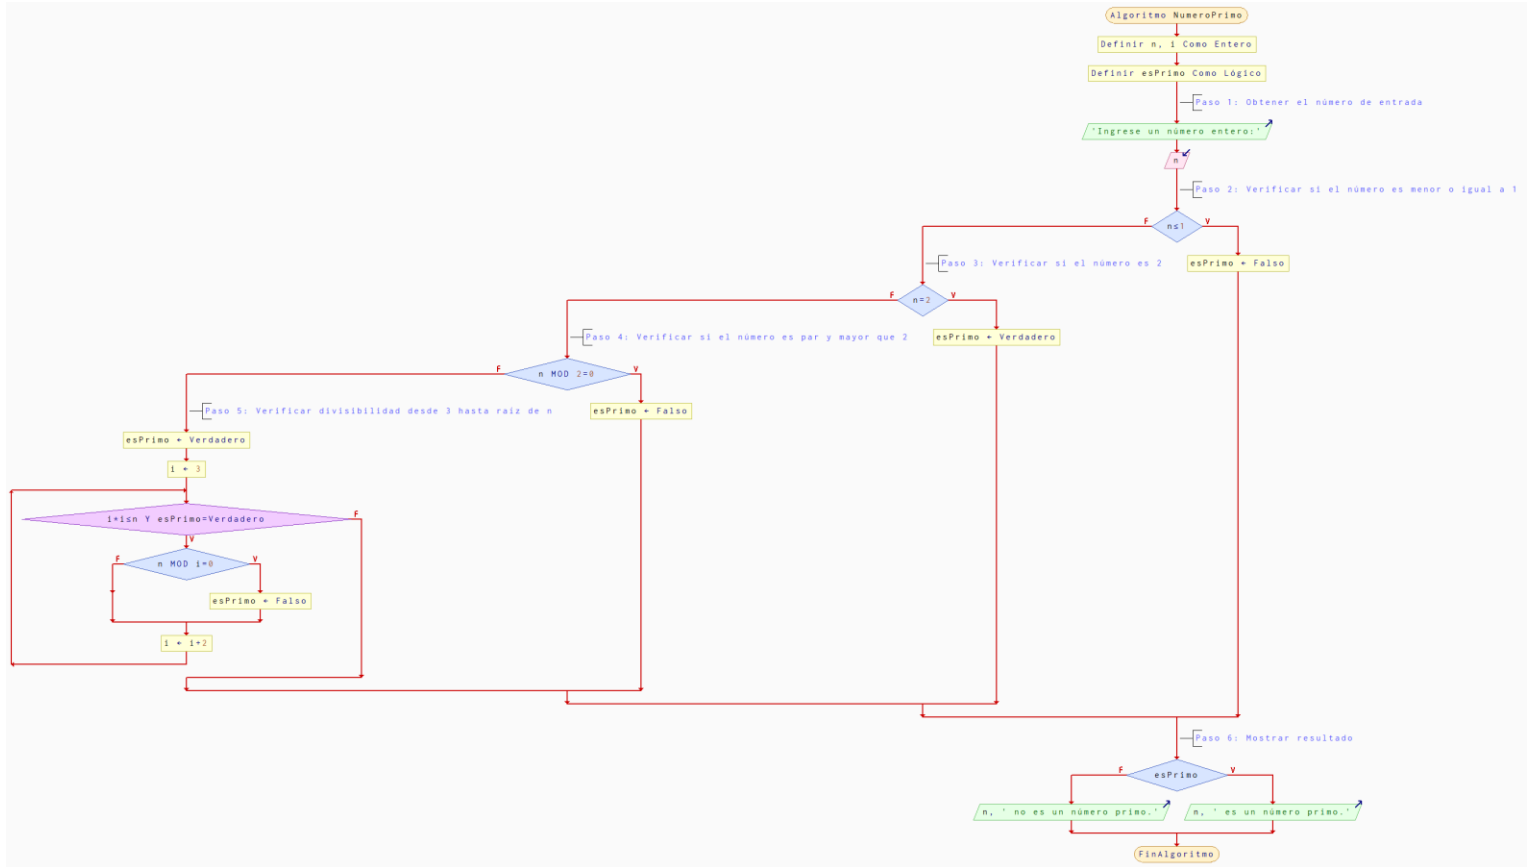 Algoritmo NumeroPrimo
Definir n, i Como Entero
Definir esPrimo Como Lógico
Paso 1: Obtener el número de entrada
'Ingrese un número entero:'
n
Paso 2: Verificar si el número es menor o igual a 1
F
n≤1
V
Paso 3: Verificar si el número es 2
esPrimo ← Falso
F
n=2
V
Paso 4: Verificar si el número es par y mayor que 2
esPrimo ← Verdadero
F
n MOD 2=0
V
Paso 5: Verificar divisibilidad desde 3 hasta raíz de n
esPrimo ← Falso
esPrimo ← Verdadero
i ← 3
i*i≤n Y esPrimo=Verdadero
F
V
F
n MOD i=0
V
esPrimo ← Falso
i ← i+2
Paso 6: Mostrar resultado
F
esPrimo
V
n, ' no es un número primo.'
n, ' es un número primo.'
FinAlgoritmo